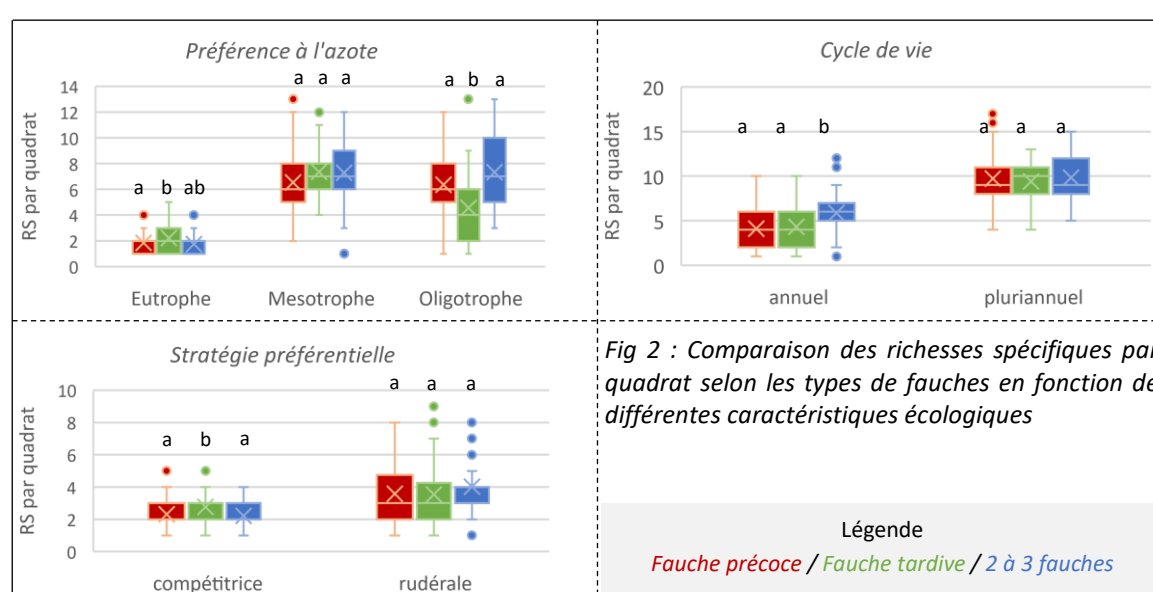 Préférence à l'azote
RS par quadrat
14
12
10
8
6
4
2
0
a a a
a b a
a b ab
Eutrophe Mesotrophe Oligotrophe
Cycle de vie
RS par quadrat
20
15
10
5
0
a a b
a a a
annuel pluriannuel
Stratégie préférentielle
RS par quadrat
10
8
6
4
2
0
a a a
a b a
compétitrice rudérale
Fig 2 : Comparaison des richesses spécifiques par
quadrat selon les types de fauches en fonction de
différentes caractéristiques écologiques
Légende
Fauche précoce / Fauche tardive / 2 à 3 fauches